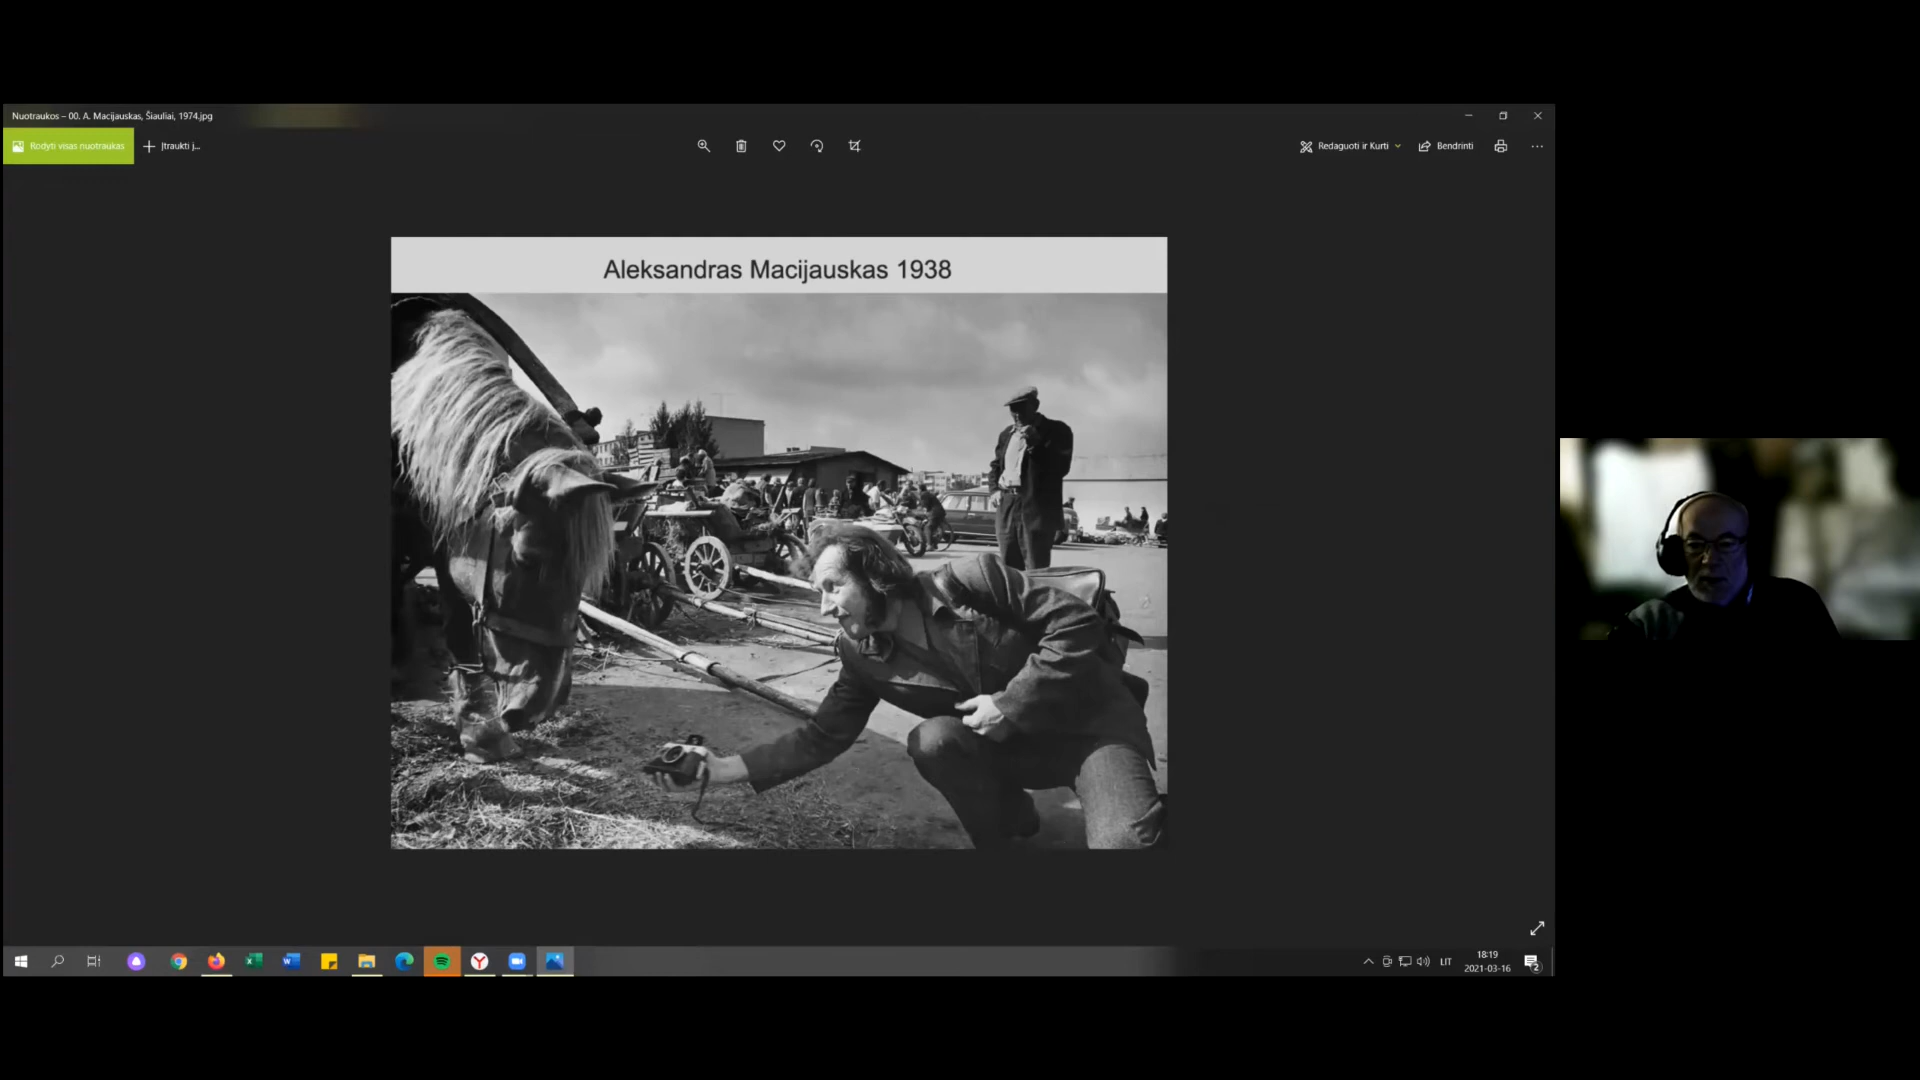 Nuotraukos – 00. A. Macijauskas, Šiauliai, 1974.jpg
Rodyti visas nuotraukas
Įtraukti į...
Redaguoti ir Kurti
Bendrinti
Aleksandras Macijauskas 1938
LIT
18:19
2021-03-16
2